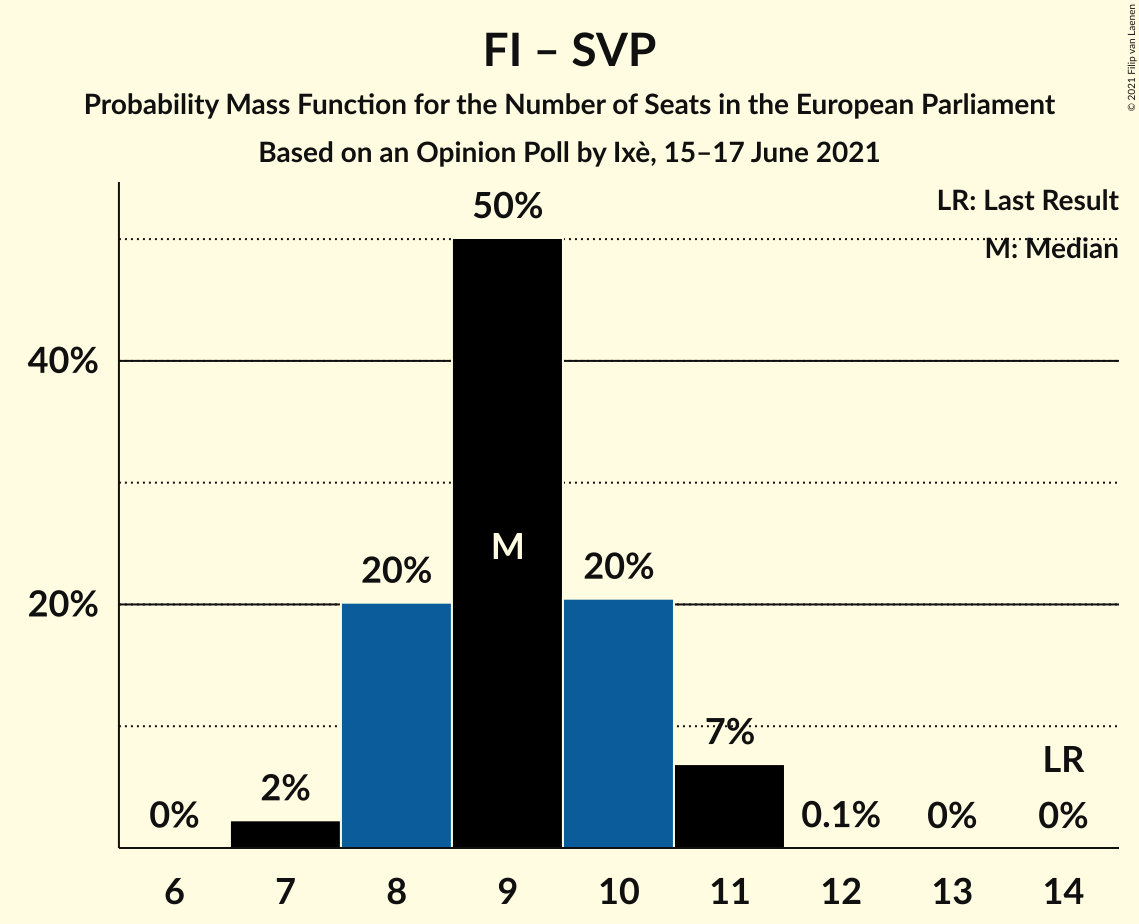 FI – SVP
Probability Mass Function for the Number of Seats in the European Parliament
Based on an Opinion Poll by Ixè, 15–17 June 2021
© 2021 Filip van Laenen
LR: Last Result
M: Median
50%
40%
M
20%
20%
20%
7%
LR
2%
0%
0.1%
0%
0%
6
7
8
9
10
11
12
13
14